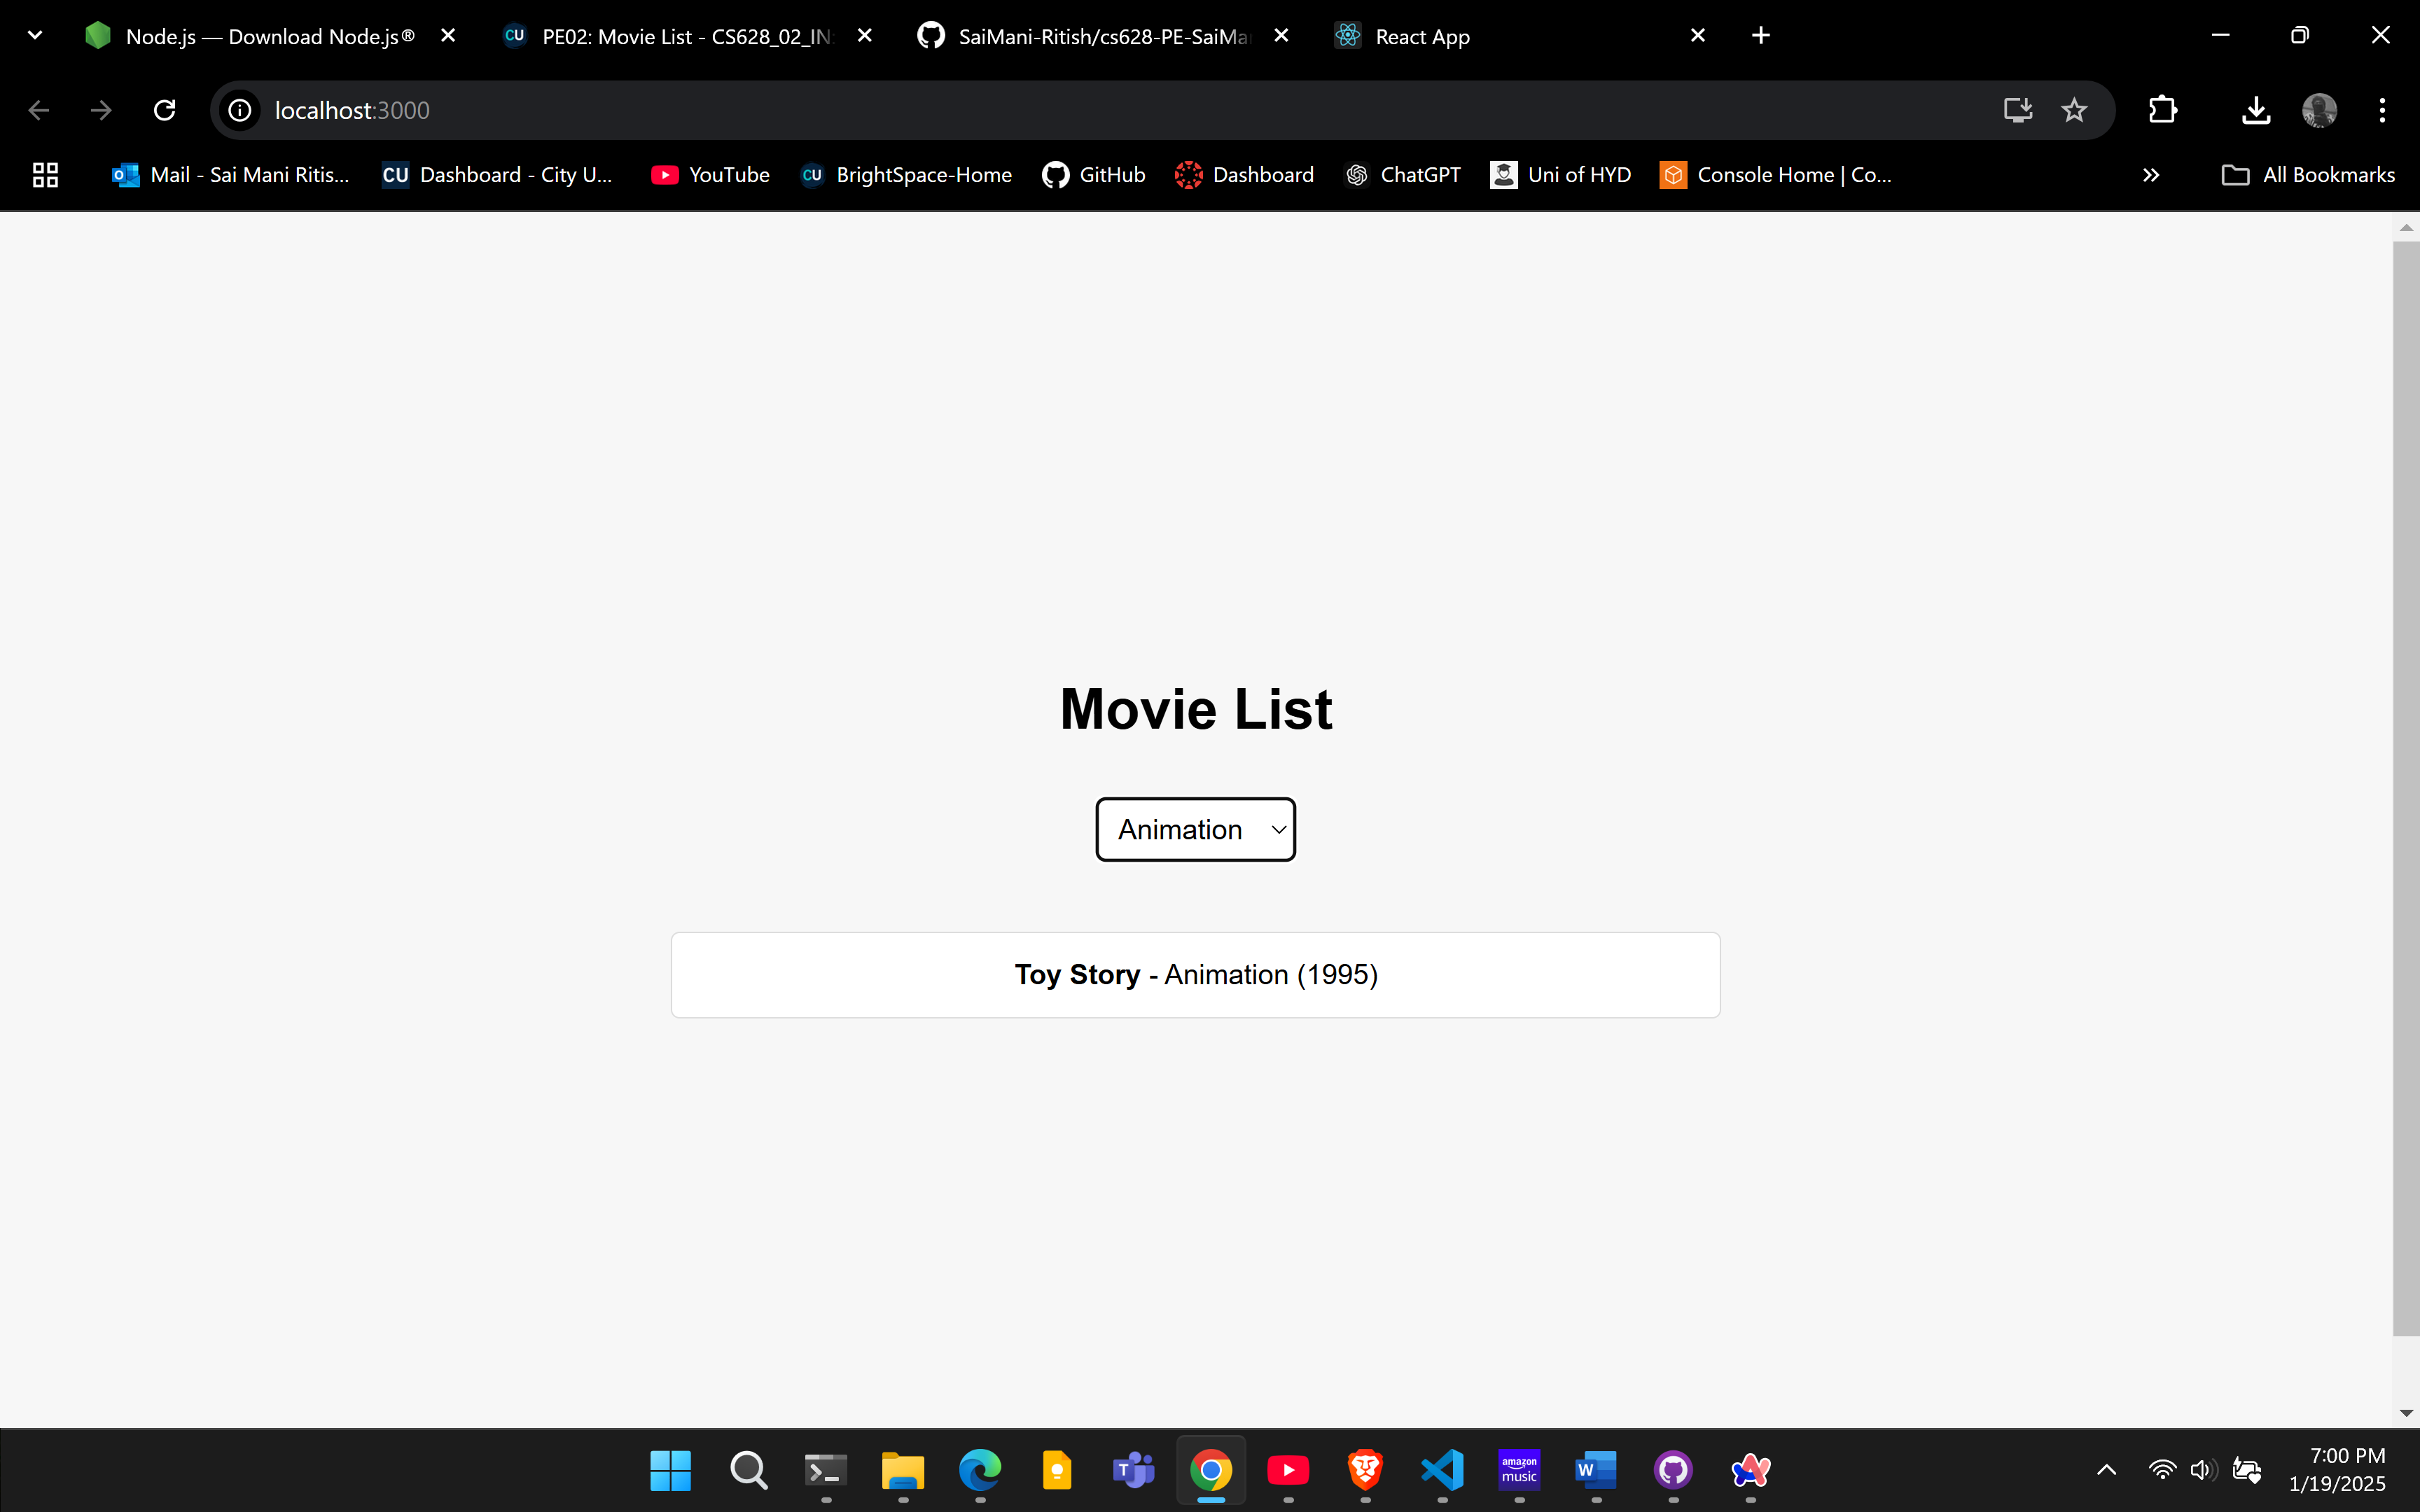 Node.js — Download Node.js®
CU PE02: Movie List - CS628_02_IN
SaiMani-Ritish/cs628-PE-SaiMa
React App
localhost:3000
Mail - Sai Mani Ritis...
CU Dashboard - City U...
YouTube
CU BrightSpace-Home
GitHub
Dashboard
ChatGPT
Uni of HYD
Console Home | Co...
All Bookmarks
Movie List
Animation
Toy Story - Animation (1995)
T
amazon
music
W
7:00 PM
1/19/2025